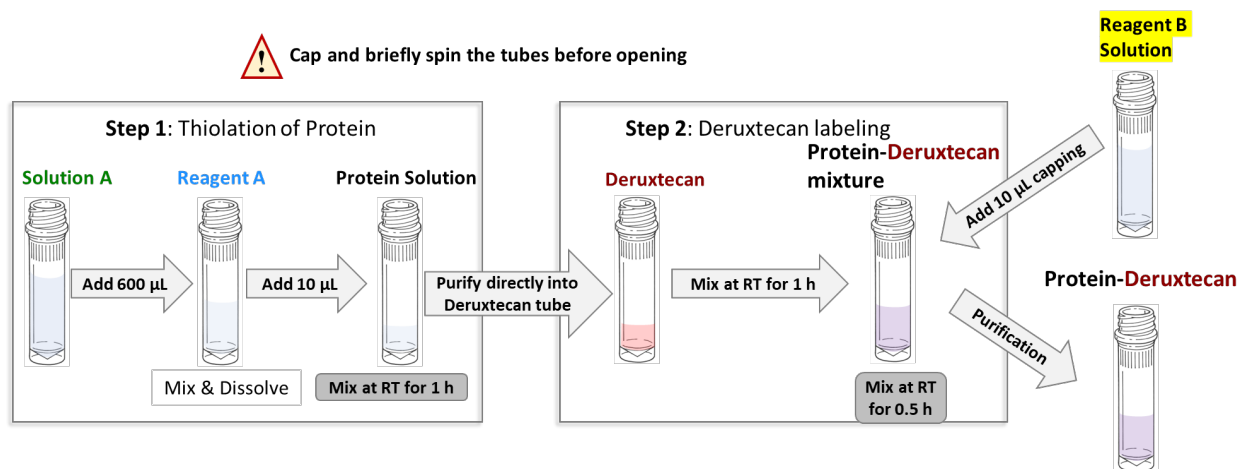 ! Cap and briefly spin the tubes before opening
Reagent B
Solution
Step 1: Thiolation of Protein
Solution A
Reagent A
Protein Solution
Add 600 µL
Add 10 µL
Mix & Dissolve
Mix at RT for 1 h
Purify directly into
Deruxtecan tube
Step 2: Deruxtecan labeling
Deruxtecan
Protein-Deruxtecan
mixture
Mix at RT for 1 h
Add 10 µL capping
Mix at RT
for 0.5 h
Purification
Protein-Deruxtecan